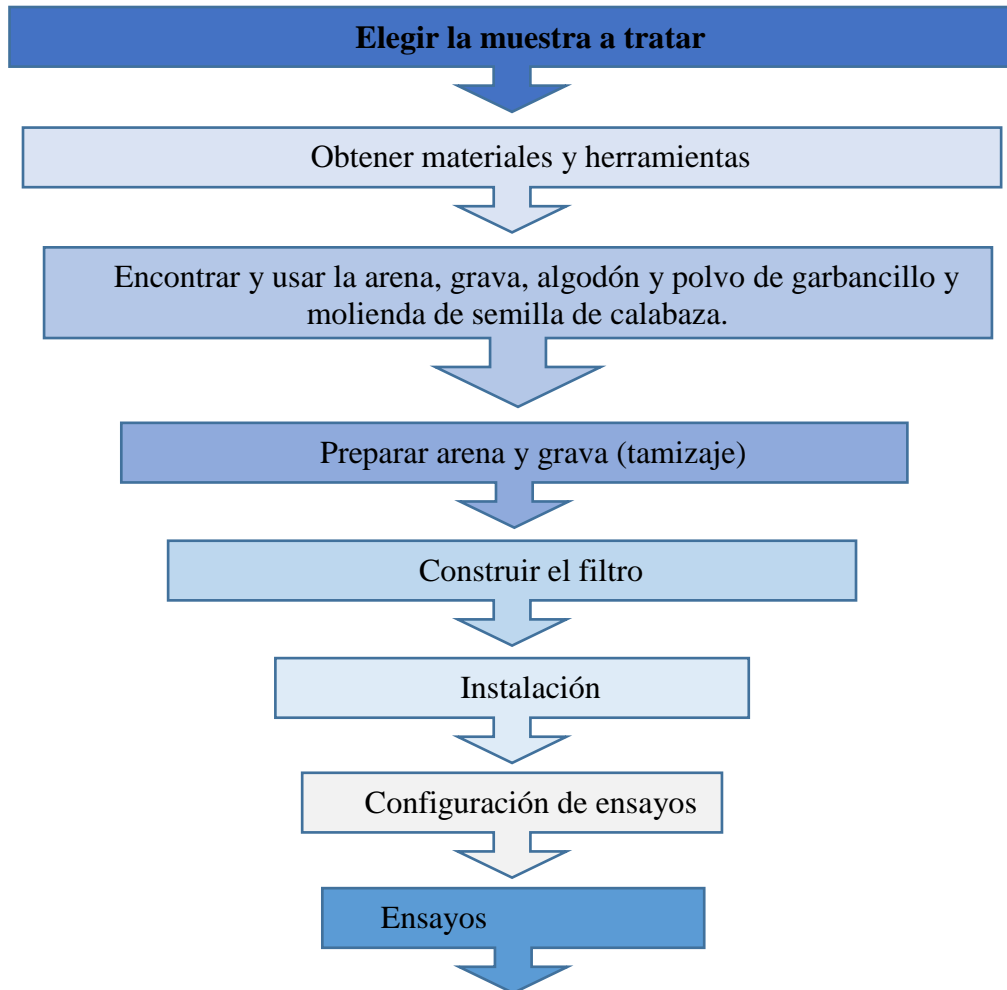 Elegir la muestra a tratar
Obtener materiales y herramientas
Encontrar y usar la arena, grava, algodón y polvo de garbancillo y
molienda de semilla de calabaza.
Preparar arena y grava (tamizaje)
Construir el filtro
Instalación
Configuración de ensayos
Ensayos